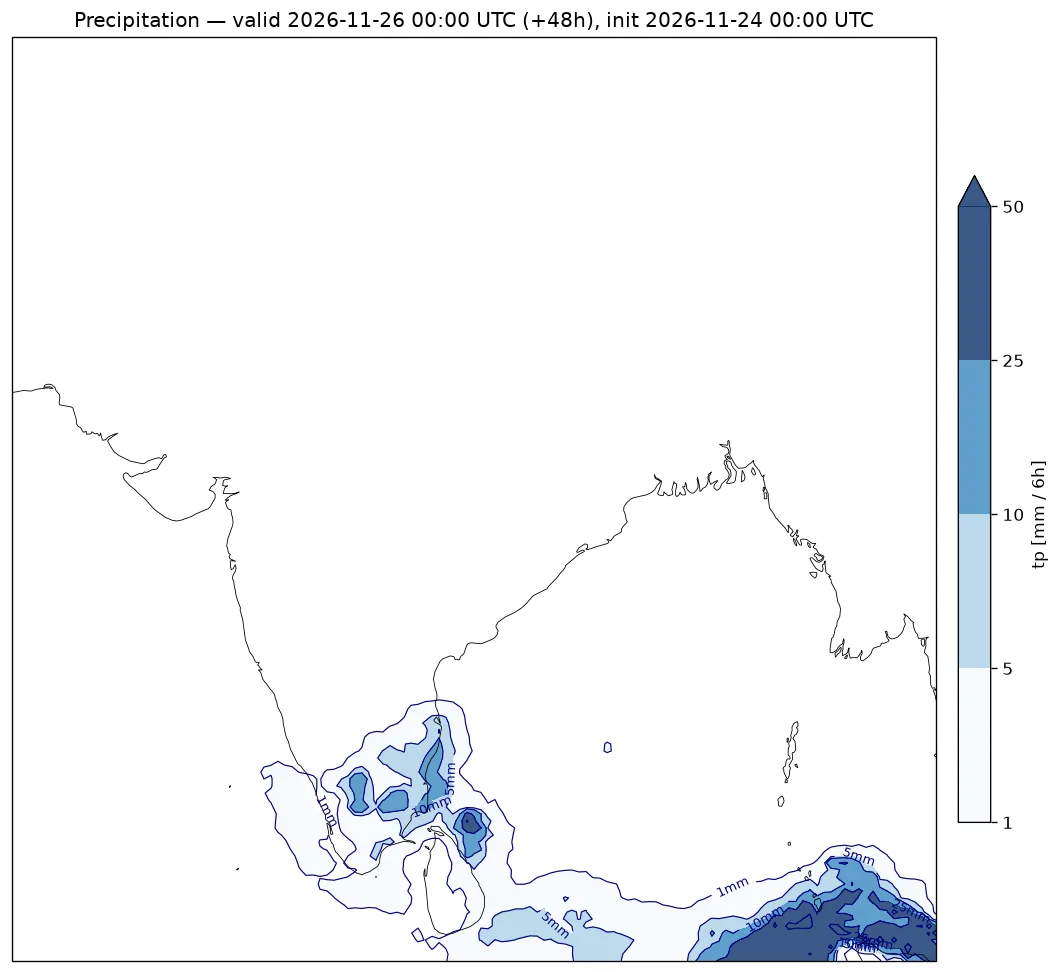 Precipitation — valid 2026-11-26 00:00 UTC (+48h), init 2026-11-24 00:00 UTC
50
25
10
5
1
tp [mm / 6h]
5mm
1mm
10mm
5mm
1mm
5mm
10mm
25mm